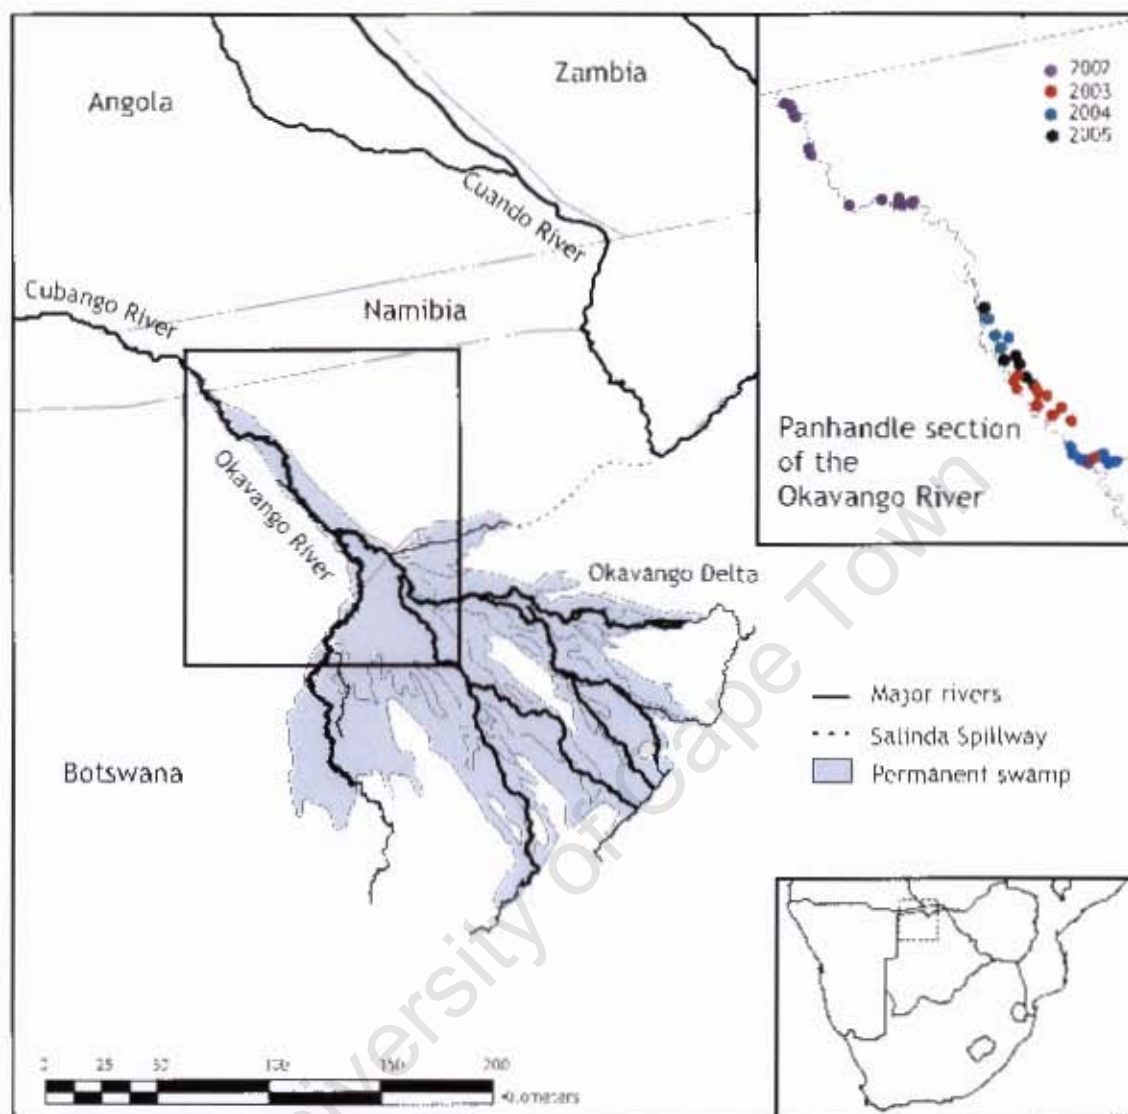 Angola
Zambia
2002
2003
2004
2005
Cuando River
Cubango River
Namibia
Panhandle section
of the
Okavango River
Okavango River
Okavango Delta
Major rivers
Salinda Spillway
Permanent swamp
Botswana
0 25 50 100 150 200
Kilometers
University of Cape Town